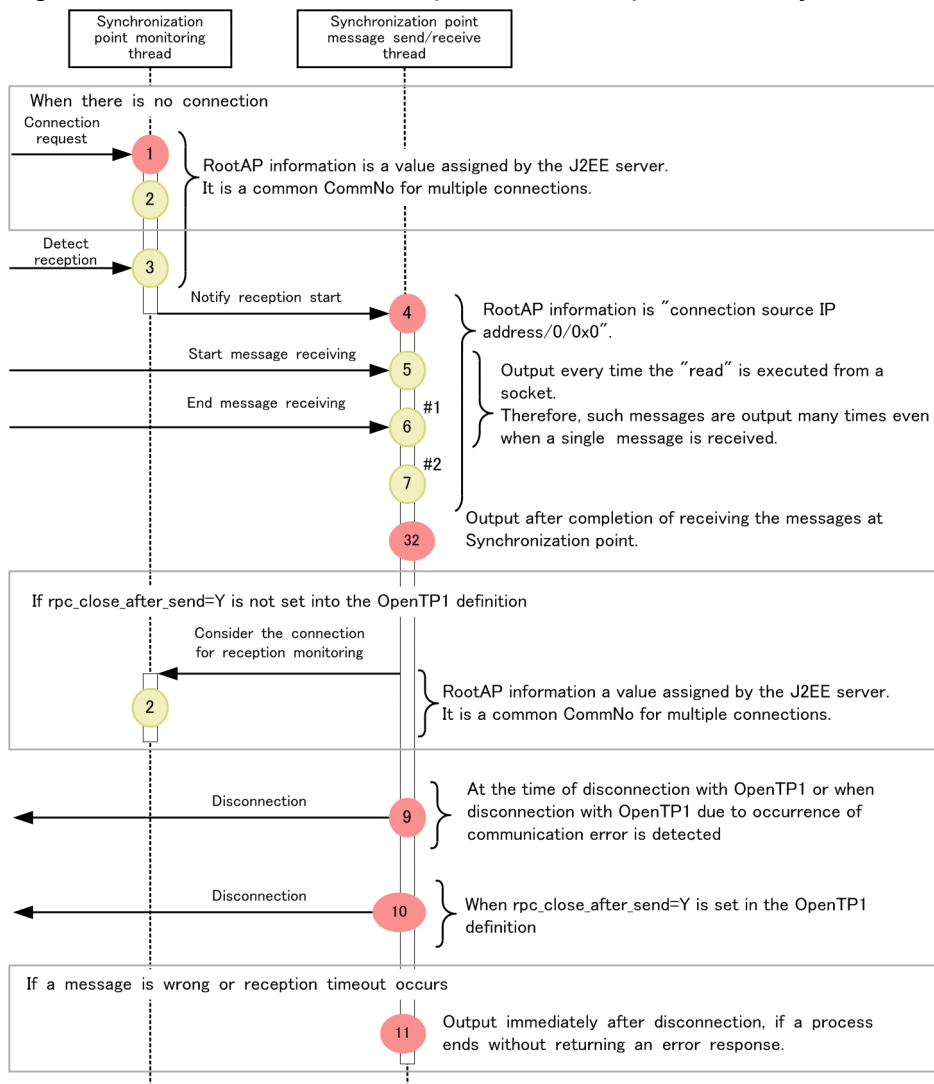 Synchronization
point monitoring
thread
Synchronization point
message send/receive
thread
When there is no connection
Connection
request
1
RootAP information is a value assigned by the J2EE server.
It is a common CommNo for multiple connections.
2
Detect
reception
3
Notify reception start
4
RootAP information is "connection source IP
address/0/0x0".
Start message receiving
5
Output every time the "read" is executed from a
socket.
Therefore, such messages are output many times even
when a single message is received.
End message receiving
6
#1
7
#2
32
Output after completion of receiving the messages at
Synchronization point.
If rpc_close_after_send=Y is not set into the OpenTP1 definition
Consider the connection
for reception monitoring
2
RootAP information a value assigned by the J2EE server.
It is a common CommNo for multiple connections.
Disconnection
9
At the time of disconnection with OpenTP1 or when
disconnection with OpenTP1 due to occurrence of
communication error is detected
Disconnection
10
When rpc_close_after_send=Y is set in the OpenTP1
definition
If a message is wrong or reception timeout occurs
11
Output immediately after disconnection, if a process
ends without returning an error response.